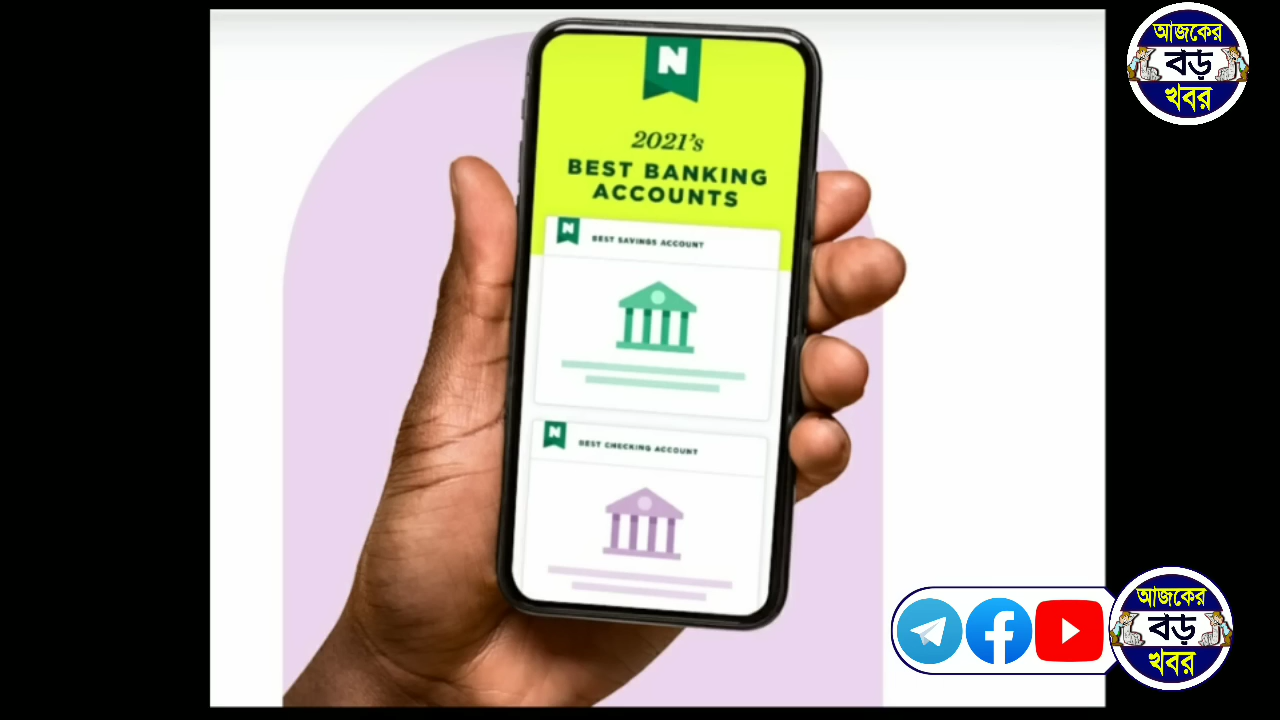 N
2021's
BEST BANKING
ACCOUNTS
N
BEST SAVINGS ACCOUNT
N
BEST CHECKING ACCOUNT
আজকের
বড়
খবর
আজকের
বড়
খবর